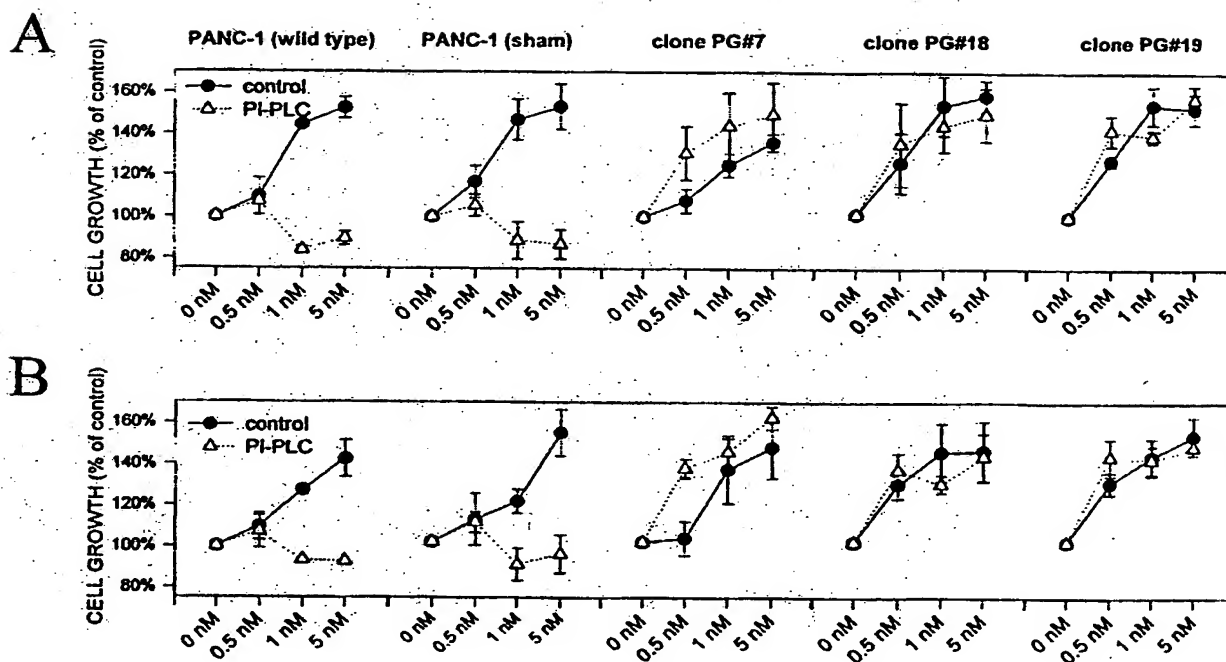 A
PANC-1 (wild type) PANC-1 (sham) clone PG#7 clone PG#18 clone PG#19
CELL GROWTH (% of control)
160%
140%
120%
100%
80%
control
PI-PLC
0 nM 0.5 nM 1 nM 5 nM 0 nM 0.5 nM 1 nM 5 nM 0 nM 0.5 nM 1 nM 5 nM 0 nM 0.5 nM 1 nM 5 nM 0 nM 0.5 nM 1 nM 5 nM
B
CELL GROWTH (% of control)
160%
140%
120%
100%
80%
control
PI-PLC
0 nM 0.5 nM 1 nM 5 nM 0 nM 0.5 nM 1 nM 5 nM 0 nM 0.5 nM 1 nM 5 nM 0 nM 0.5 nM 1 nM 5 nM 0 nM 0.5 nM 1 nM 5 nM